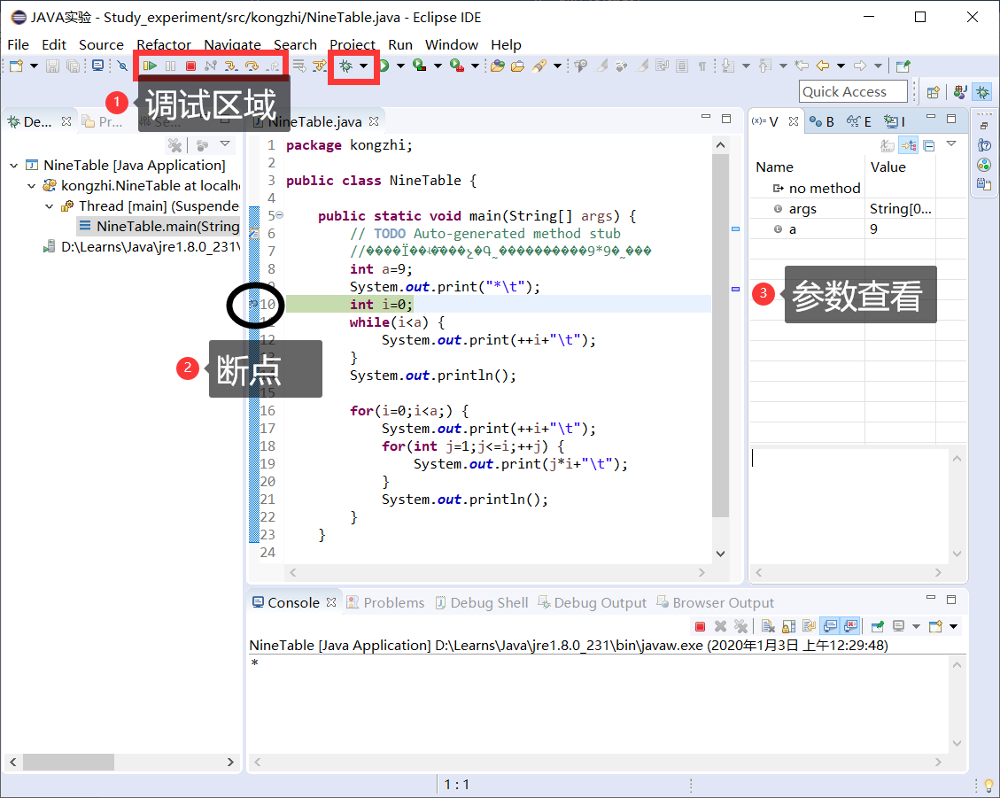 JAVA实验 - Study_experiment/src/kongzhi/NineTable.java - Eclipse IDE
File Edit Source Refactor Navigate Search Project Run Window Help
Quick Access
1 调试区域
De... Pr... Se...
NineTable [Java Application]
kongzhi.NineTable at localh
Thread [main] (Suspende
NineTable.main(String
D:\Learns\Java\jre1.8.0_231\
NineTable.java
1 package kongzhi;
2
3 public class NineTable {
4
5 public static void main(String[] args) {
6 // TODO Auto-generated method stub
7 //
8 int a=9;
9 System.out.print("*\t");
10 int i=0;
11 while(i<a) {
12 System.out.print(++i+"\t");
}
System.out.println();
15
16 for(i=0;i<a;) {
17 System.out.print(++i+"\t");
18 for(int j=1;j<=i;++j) {
19 System.out.print(j*i+"\t");
20 }
21 System.out.println();
22 }
23 }
24
2 断点
(x)= V B E I
Name Value
no method
args String[0...
a 9
3 参数查看
Console Problems Debug Shell Debug Output Browser Output
NineTable [Java Application] D:\Learns\Java\jre1.8.0_231\bin\javaw.exe (2020年1月3日 上午12:29:48)
*
1 : 1